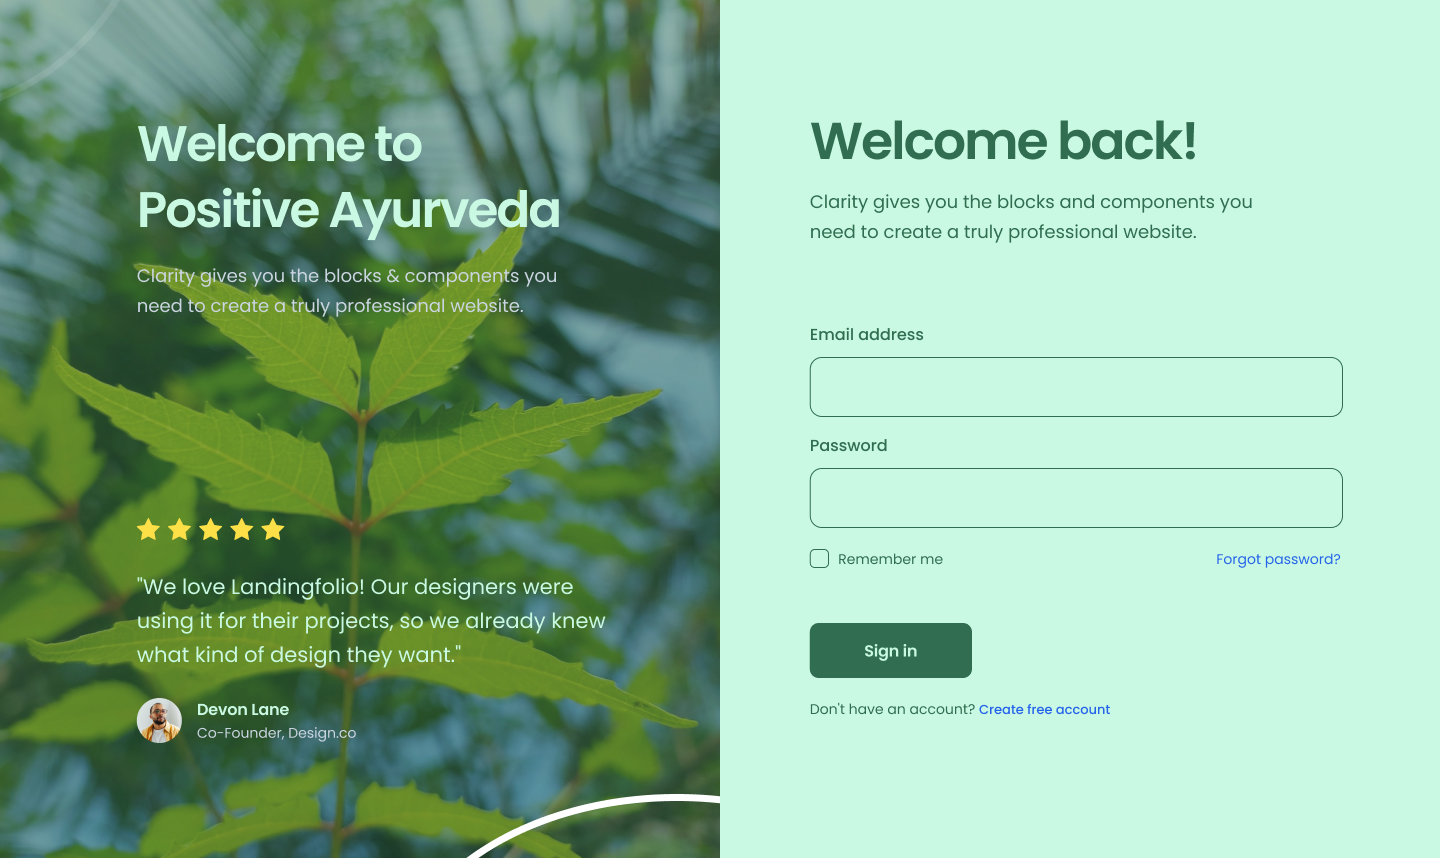 Welcome to
Positive Ayurveda
Clarity gives you the blocks & components you
need to create a truly professional website.
"We love Landingfolio! Our designers were
using it for their projects, so we already knew
what kind of design they want."
Devon Lane
Co-Founder, Design.co
Welcome back!
Clarity gives you the blocks and components you
need to create a truly professional website.
Email address
Password
Remember me
Forgot password?
Sign in
Don't have an account? Create free account